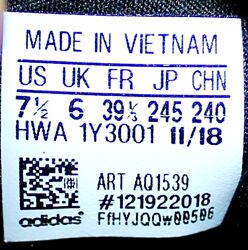 MADE IN VIETNAM
US UK FR JP CHN
7½ 6 39⅓ 245 240
HWA 1Y3001 11/18
ART AQ1539
#121922018
adidas